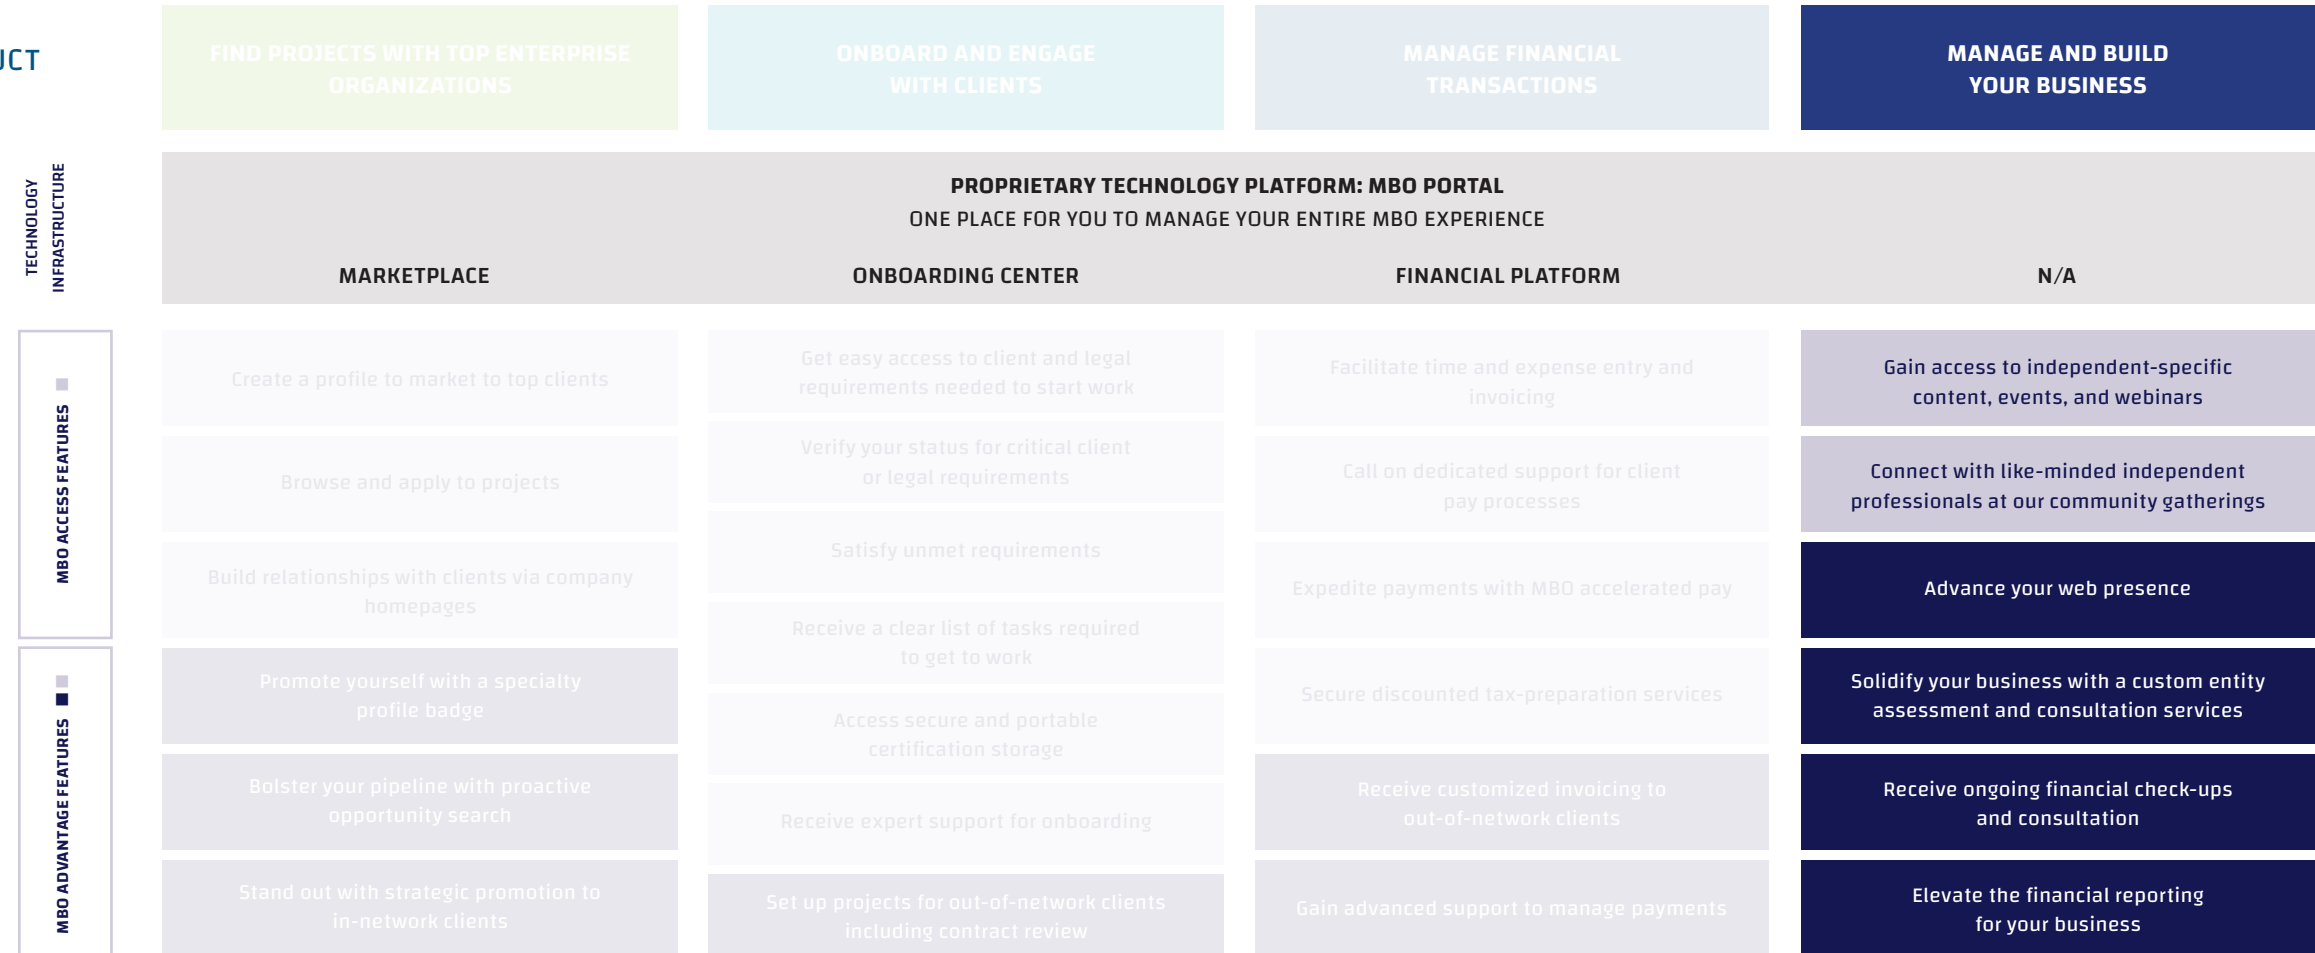 UCT
FIND PROJECTS WITH TOP ENTERPRISE
ORGANIZATIONS
ONBOARD AND ENGAGE
WITH CLIENTS
MANAGE FINANCIAL
TRANSACTIONS
MANAGE AND BUILD
YOUR BUSINESS
TECHNOLOGY
INFRASTRUCTURE
PROPRIETARY TECHNOLOGY PLATFORM: MBO PORTAL
ONE PLACE FOR YOU TO MANAGE YOUR ENTIRE MBO EXPERIENCE
MARKETPLACE
ONBOARDING CENTER
FINANCIAL PLATFORM
N/A
MBO ACCESS FEATURES
MBO ADVANTAGE FEATURES
Create a profile to market to top clients
Browse and apply to projects
Build relationships with clients via company
homepages
Promote yourself with a specialty
profile badge
Bolster your pipeline with proactive
opportunity search
Stand out with strategic promotion to
in-network clients
Get easy access to client and legal
requirements needed to start work
Verify your status for critical client
or legal requirements
Satisfy unmet requirements
Receive a clear list of tasks required
to get to work
Access secure and portable
certification storage
Receive expert support for onboarding
Set up projects for out-of-network clients
including contract review
Facilitate time and expense entry and
invoicing
Call on dedicated support for client
pay processes
Expedite payments with MBO accelerated pay
Secure discounted tax-preparation services
Receive customized invoicing to
out-of-network clients
Gain advanced support to manage payments
Gain access to independent-specific
content, events, and webinars
Connect with like-minded independent
professionals at our community gatherings
Advance your web presence
Solidify your business with a custom entity
assessment and consultation services
Receive ongoing financial check-ups
and consultation
Elevate the financial reporting
for your business